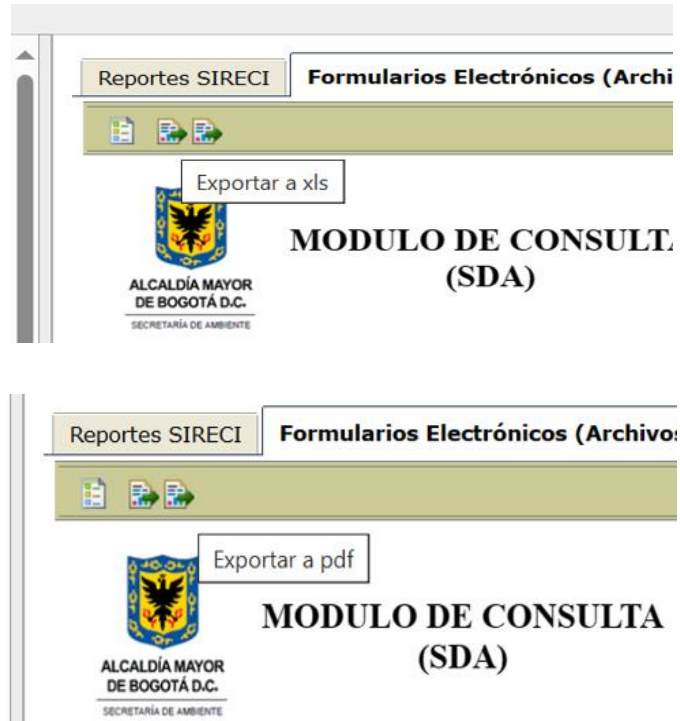 Reportes SIRECI
Formularios Electrónicos (Archi
Exportar a xls
MODULO DE CONSULTA
(SDA)
ALCALDÍA MAYOR
DE BOGOTÁ D.C.
SECRETARÍA DE AMBIENTE
Reportes SIRECI
Formularios Electrónicos (Archivos
Exportar a pdf
MODULO DE CONSULTA
(SDA)
ALCALDÍA MAYOR
DE BOGOTÁ D.C.
SECRETARÍA DE AMBIENTE